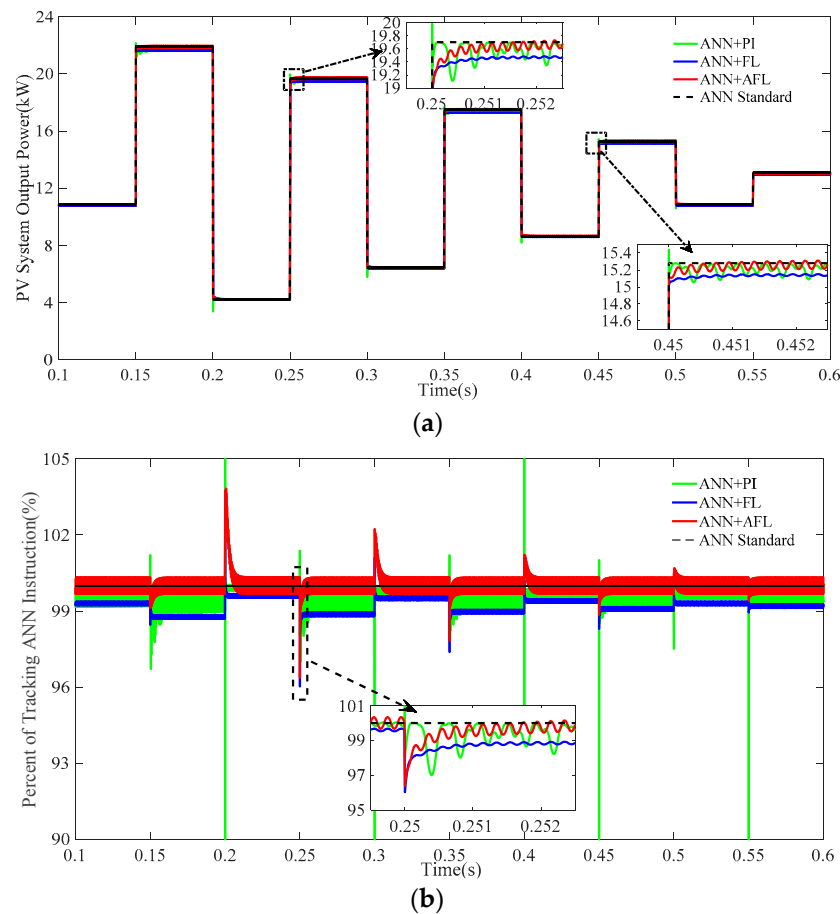 PV System Output Power(kW)
24
20
16
12
8
4
0
0.1 0.15 0.2 0.25 0.3 0.35 0.4 0.45 0.5 0.55 0.6
Time(s)
20
19.8
19.6
19.4
19.2
19
0.25 0.251 0.252
ANN+PI
ANN+FL
ANN+AFL
ANN Standard
15.4
15.2
15
14.8
14.6
0.45 0.451 0.452
(a)
Percent of Tracking ANN Instruction(%)
105
102
99
96
93
90
0.1 0.15 0.2 0.25 0.3 0.35 0.4 0.45 0.5 0.55 0.6
Time(s)
ANN+PI
ANN+FL
ANN+AFL
ANN Standard
101
99
97
95
0.25 0.251 0.252
(b)